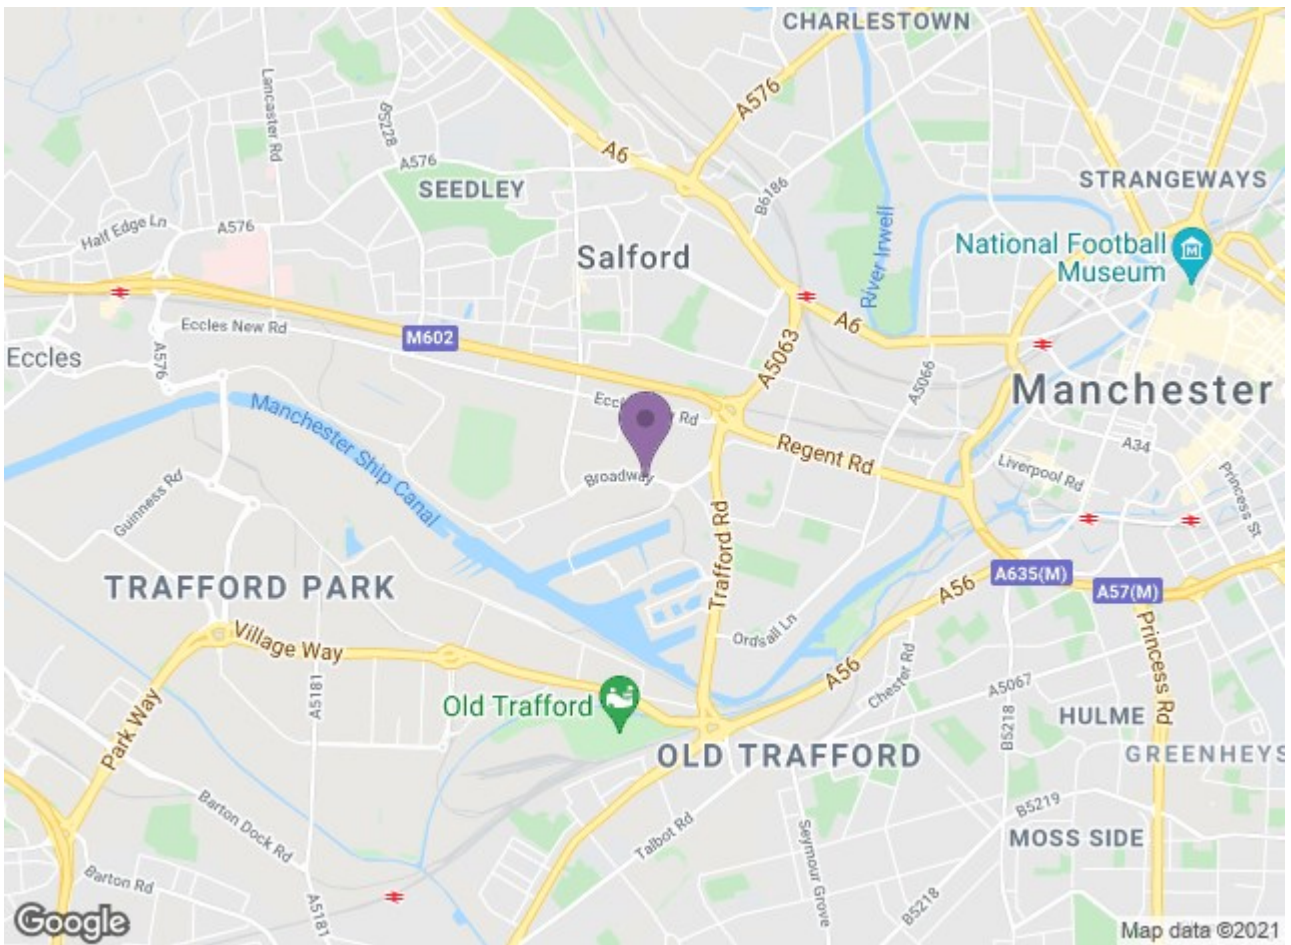 CHARLESTOWN
A576
Lancaster Rd
B5228
A6
A576
SEEDLEY
B6186
STRANGEWAYS
Half Edge Ln
A576
River Irwell
National Football
Museum
Salford
Eccles New Rd
M602
A6
A5063
Eccles
A576
A5066
Manchester
Manchester Ship Canal
Rd
Regent Rd
A34
Liverpool Rd
Princess St
Broadway
Guinness Rd
Trafford Rd
TRAFFORD PARK
A635(M)
A57(M)
A56
Village Way
Ordsall Ln
Princess Rd
A56
Chester Rd
A5067
A5181
Park Way
Old Trafford
B5218
HULME
OLD TRAFFORD
GREENHEYS
Barton Dock Rd
Talbot Rd
Seymour Grove
B5219
MOSS SIDE
Barton Rd
A5181
B5218
Google
Map data ©2021